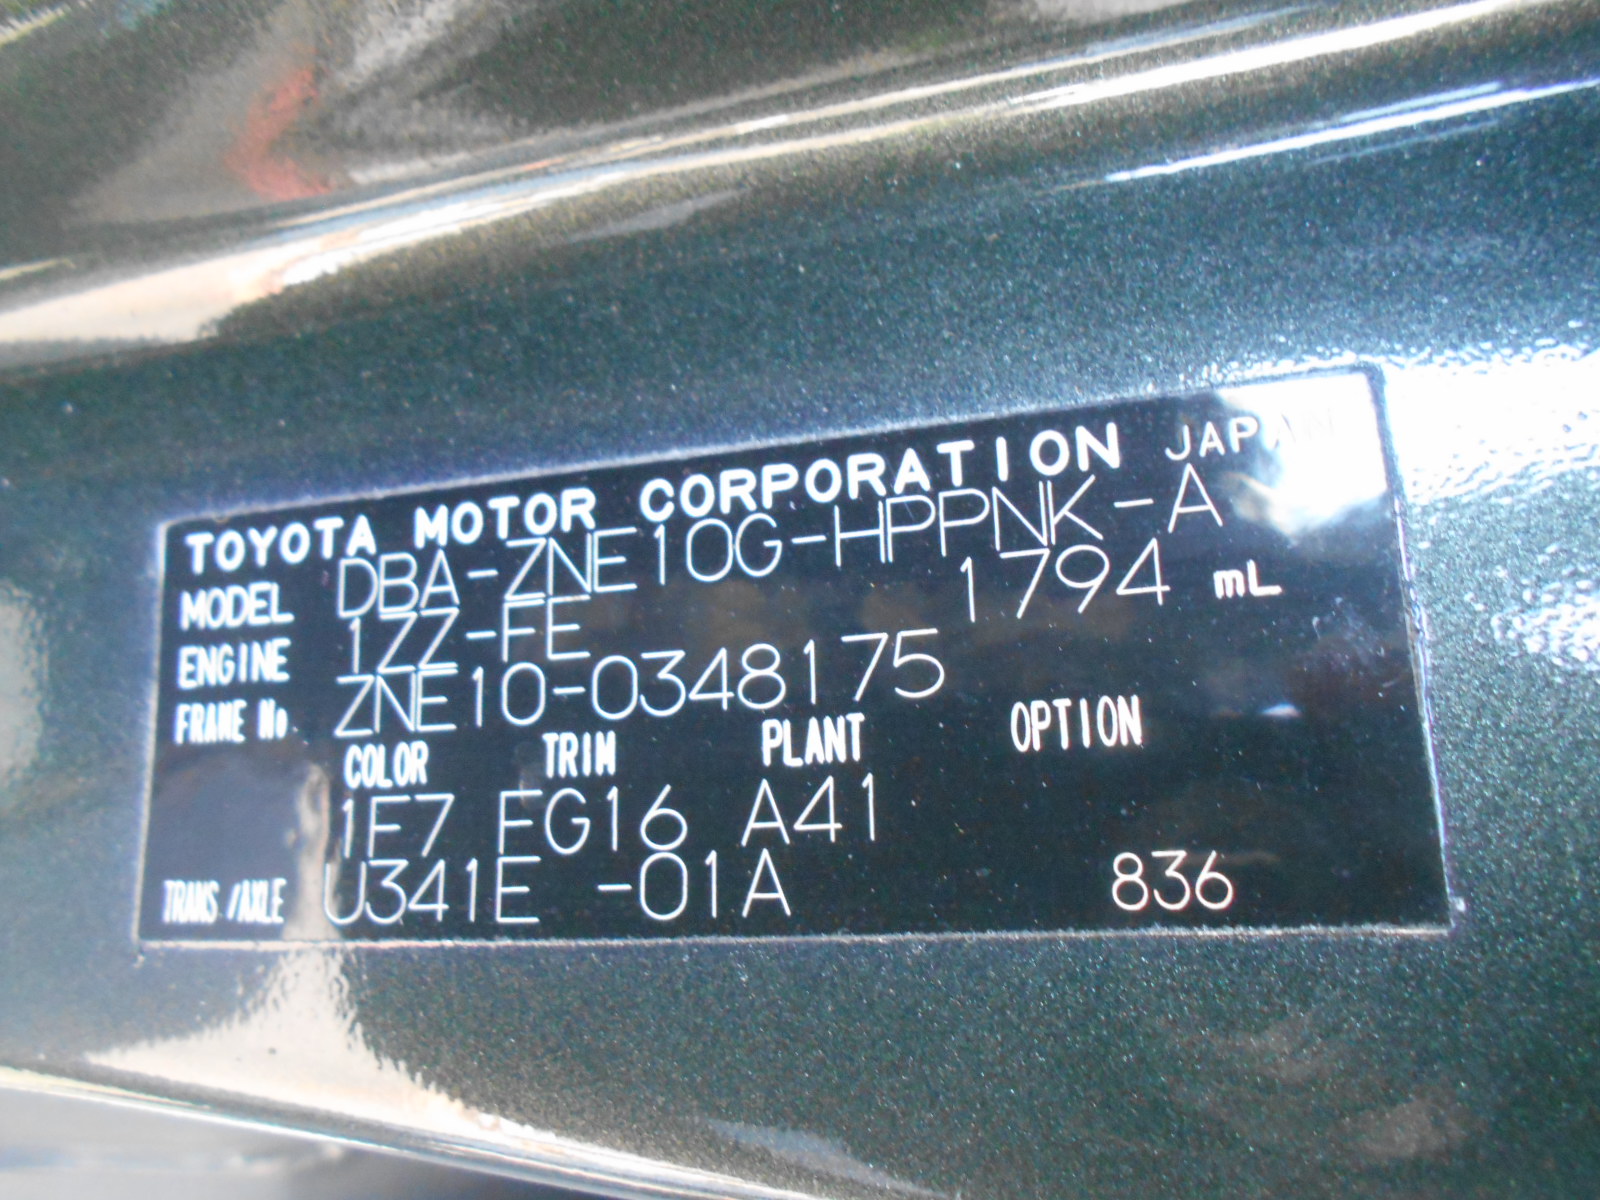 TOYOTA MOTOR CORPORATION JAPAN
MODEL DBA-ZNE10G-HPPNK-A
ENGINE 1ZZ-FE 1794 mL
FRAME No. ZNE10-0348175
COLOR TRIM PLANT OPTION
1F7 FG16 A41
TRANS./AXLE U341E -01A 836